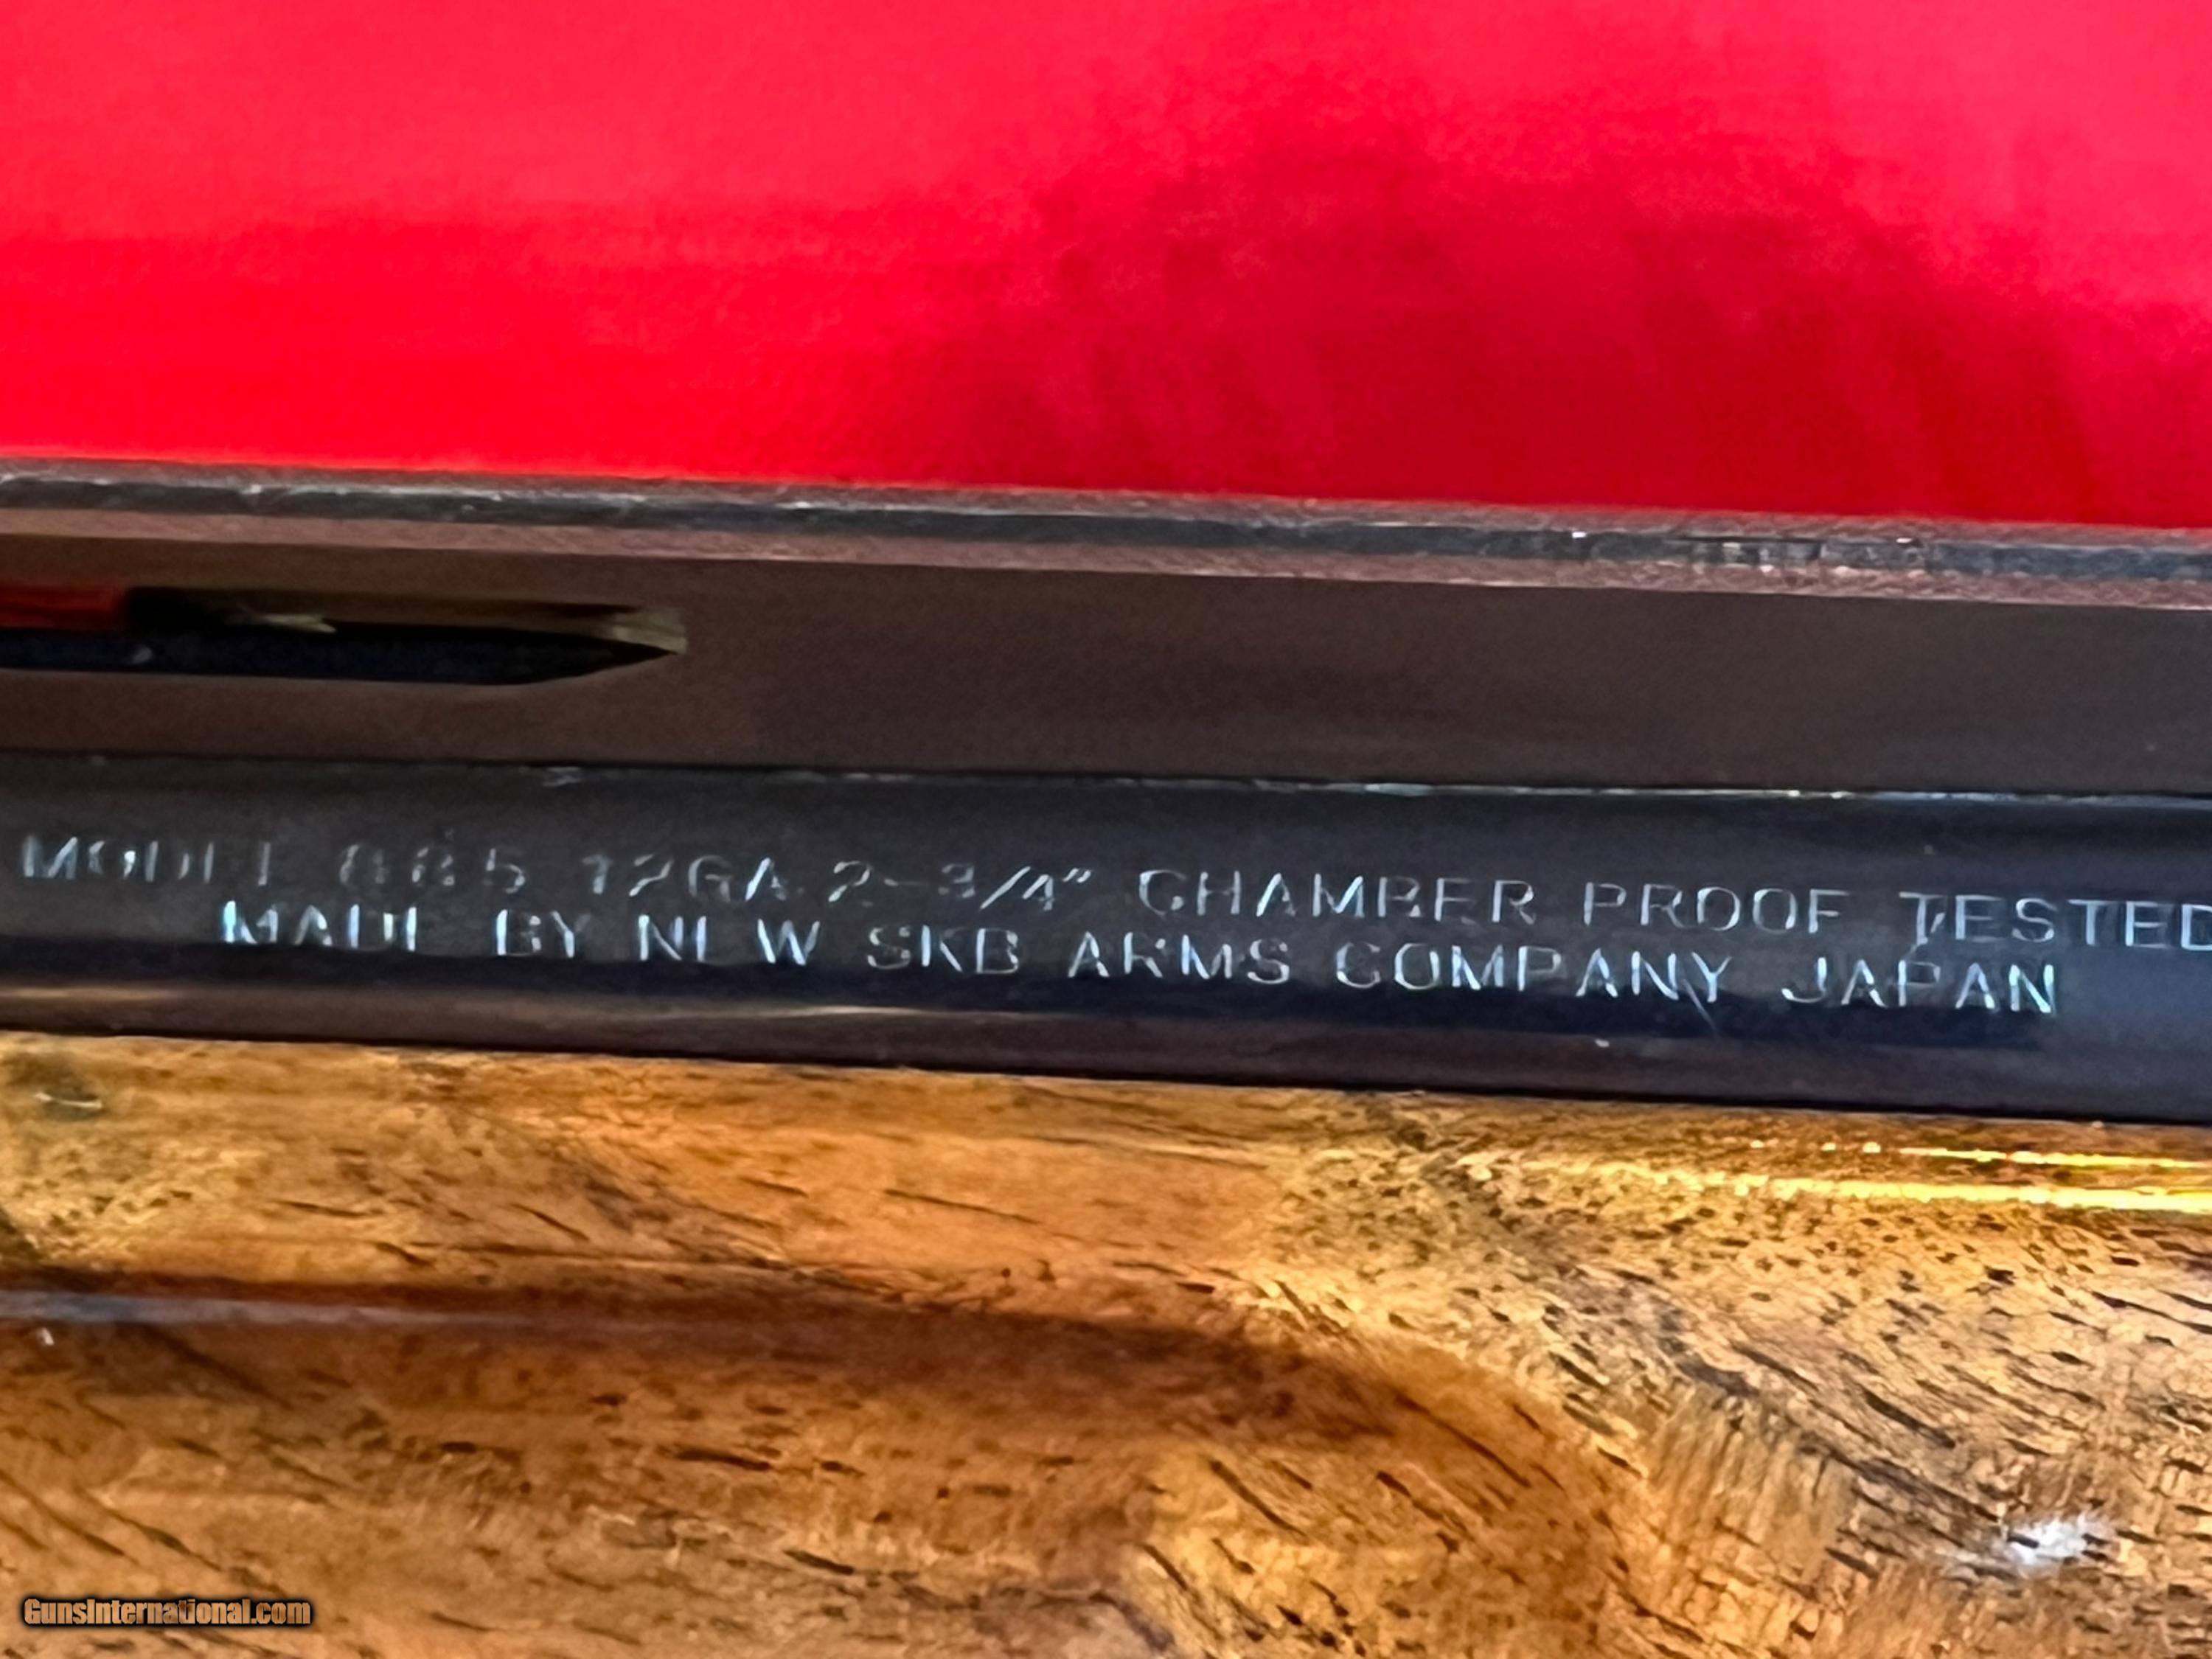 MODEL 885 12GA. 2-3/4" CHAMBER PROOF TESTED
MADE BY NEW SKB ARMS COMPANY JAPAN
GunsInternational.com